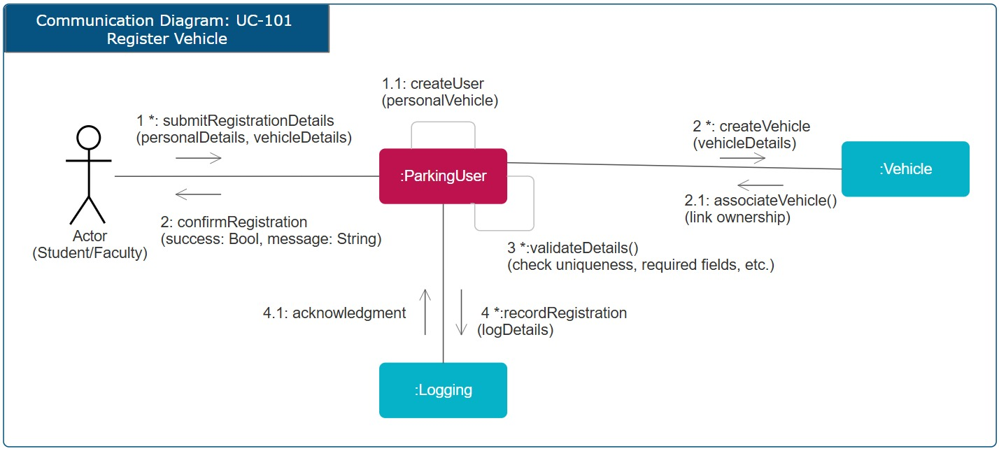 Communication Diagram: UC-101
Register Vehicle
1.1: createUser
(personalVehicle)
1 *: submitRegistrationDetails
(personalDetails, vehicleDetails)
2 *: createVehicle
(vehicleDetails)
:ParkingUser
:Vehicle
2.1: associateVehicle()
(link ownership)
2: confirmRegistration
(success: Bool, message: String)
Actor
(Student/Faculty)
3 *:validateDetails()
(check uniqueness, required fields, etc.)
4.1: acknowledgment
4 *:recordRegistration
(logDetails)
:Logging